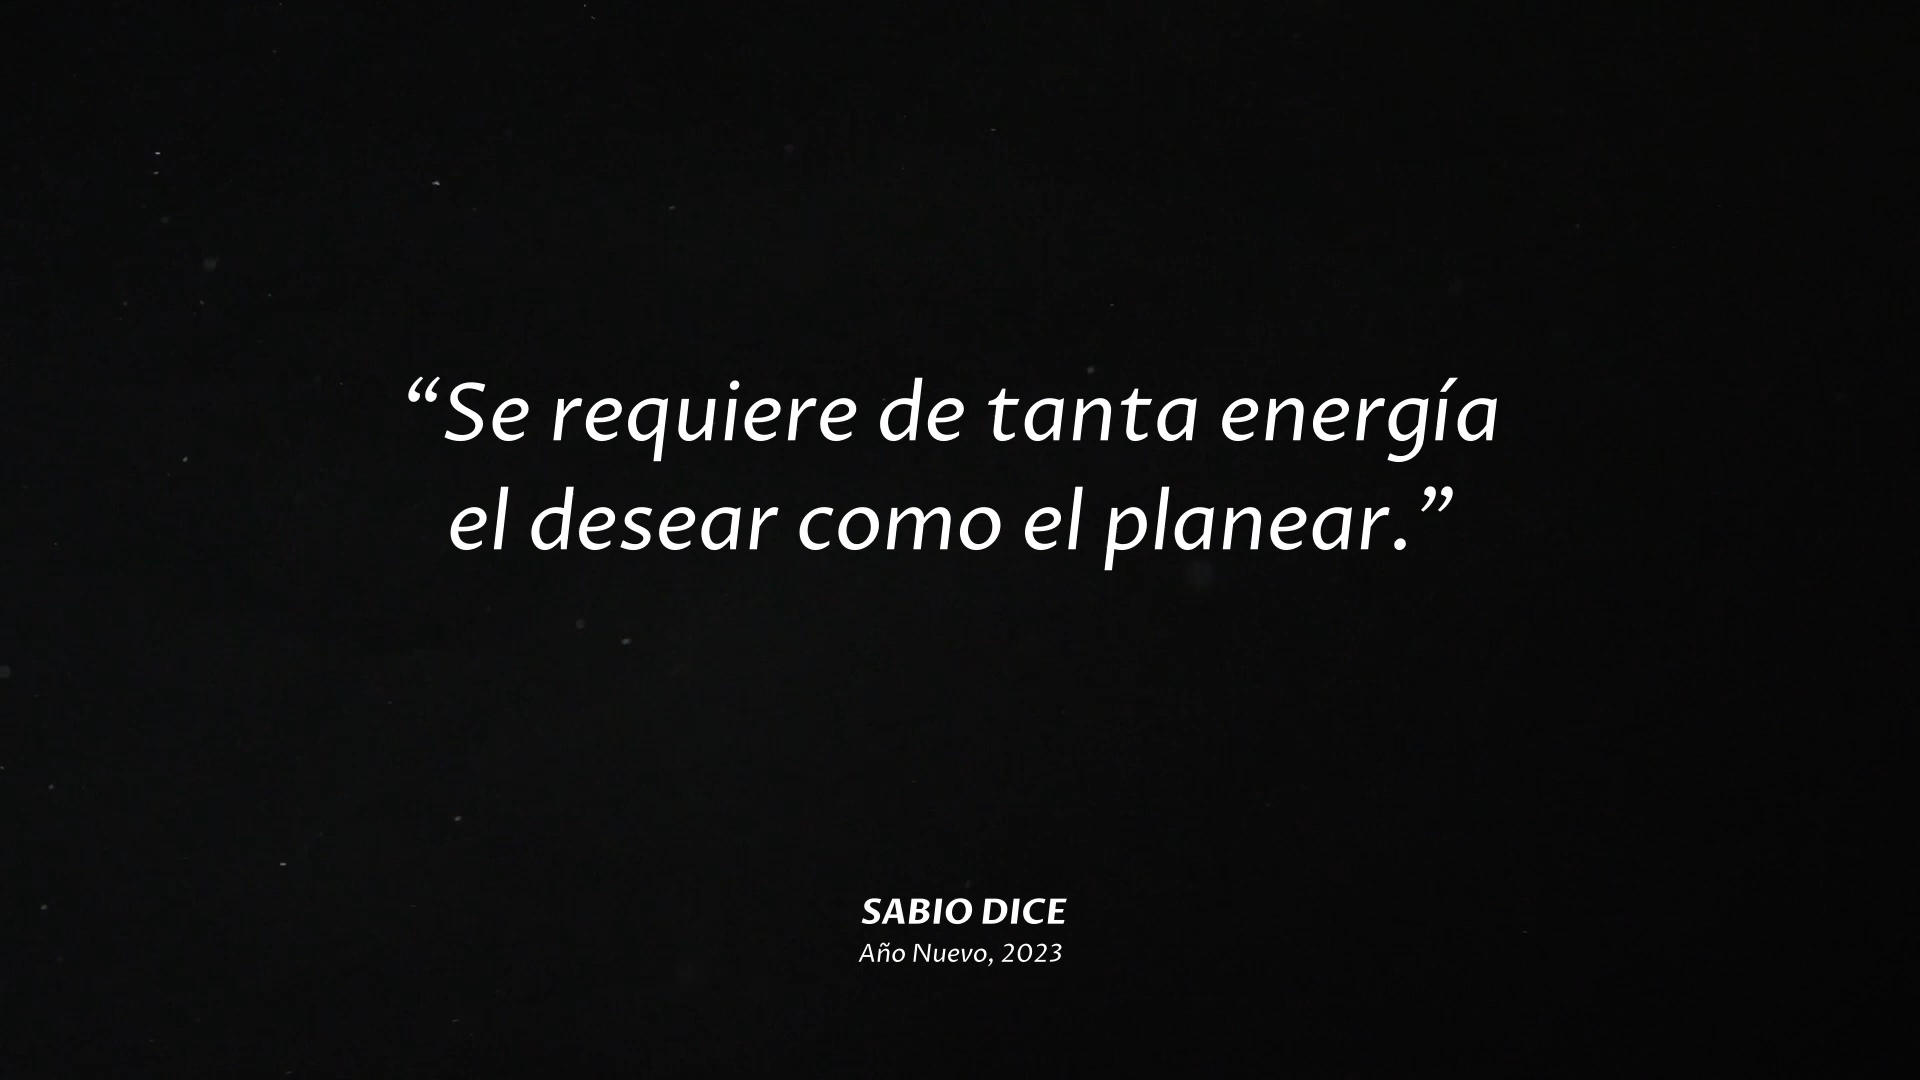 “Se requiere de tanta energía
el desear como el planear.”
SABIO DICE
Año Nuevo, 2023